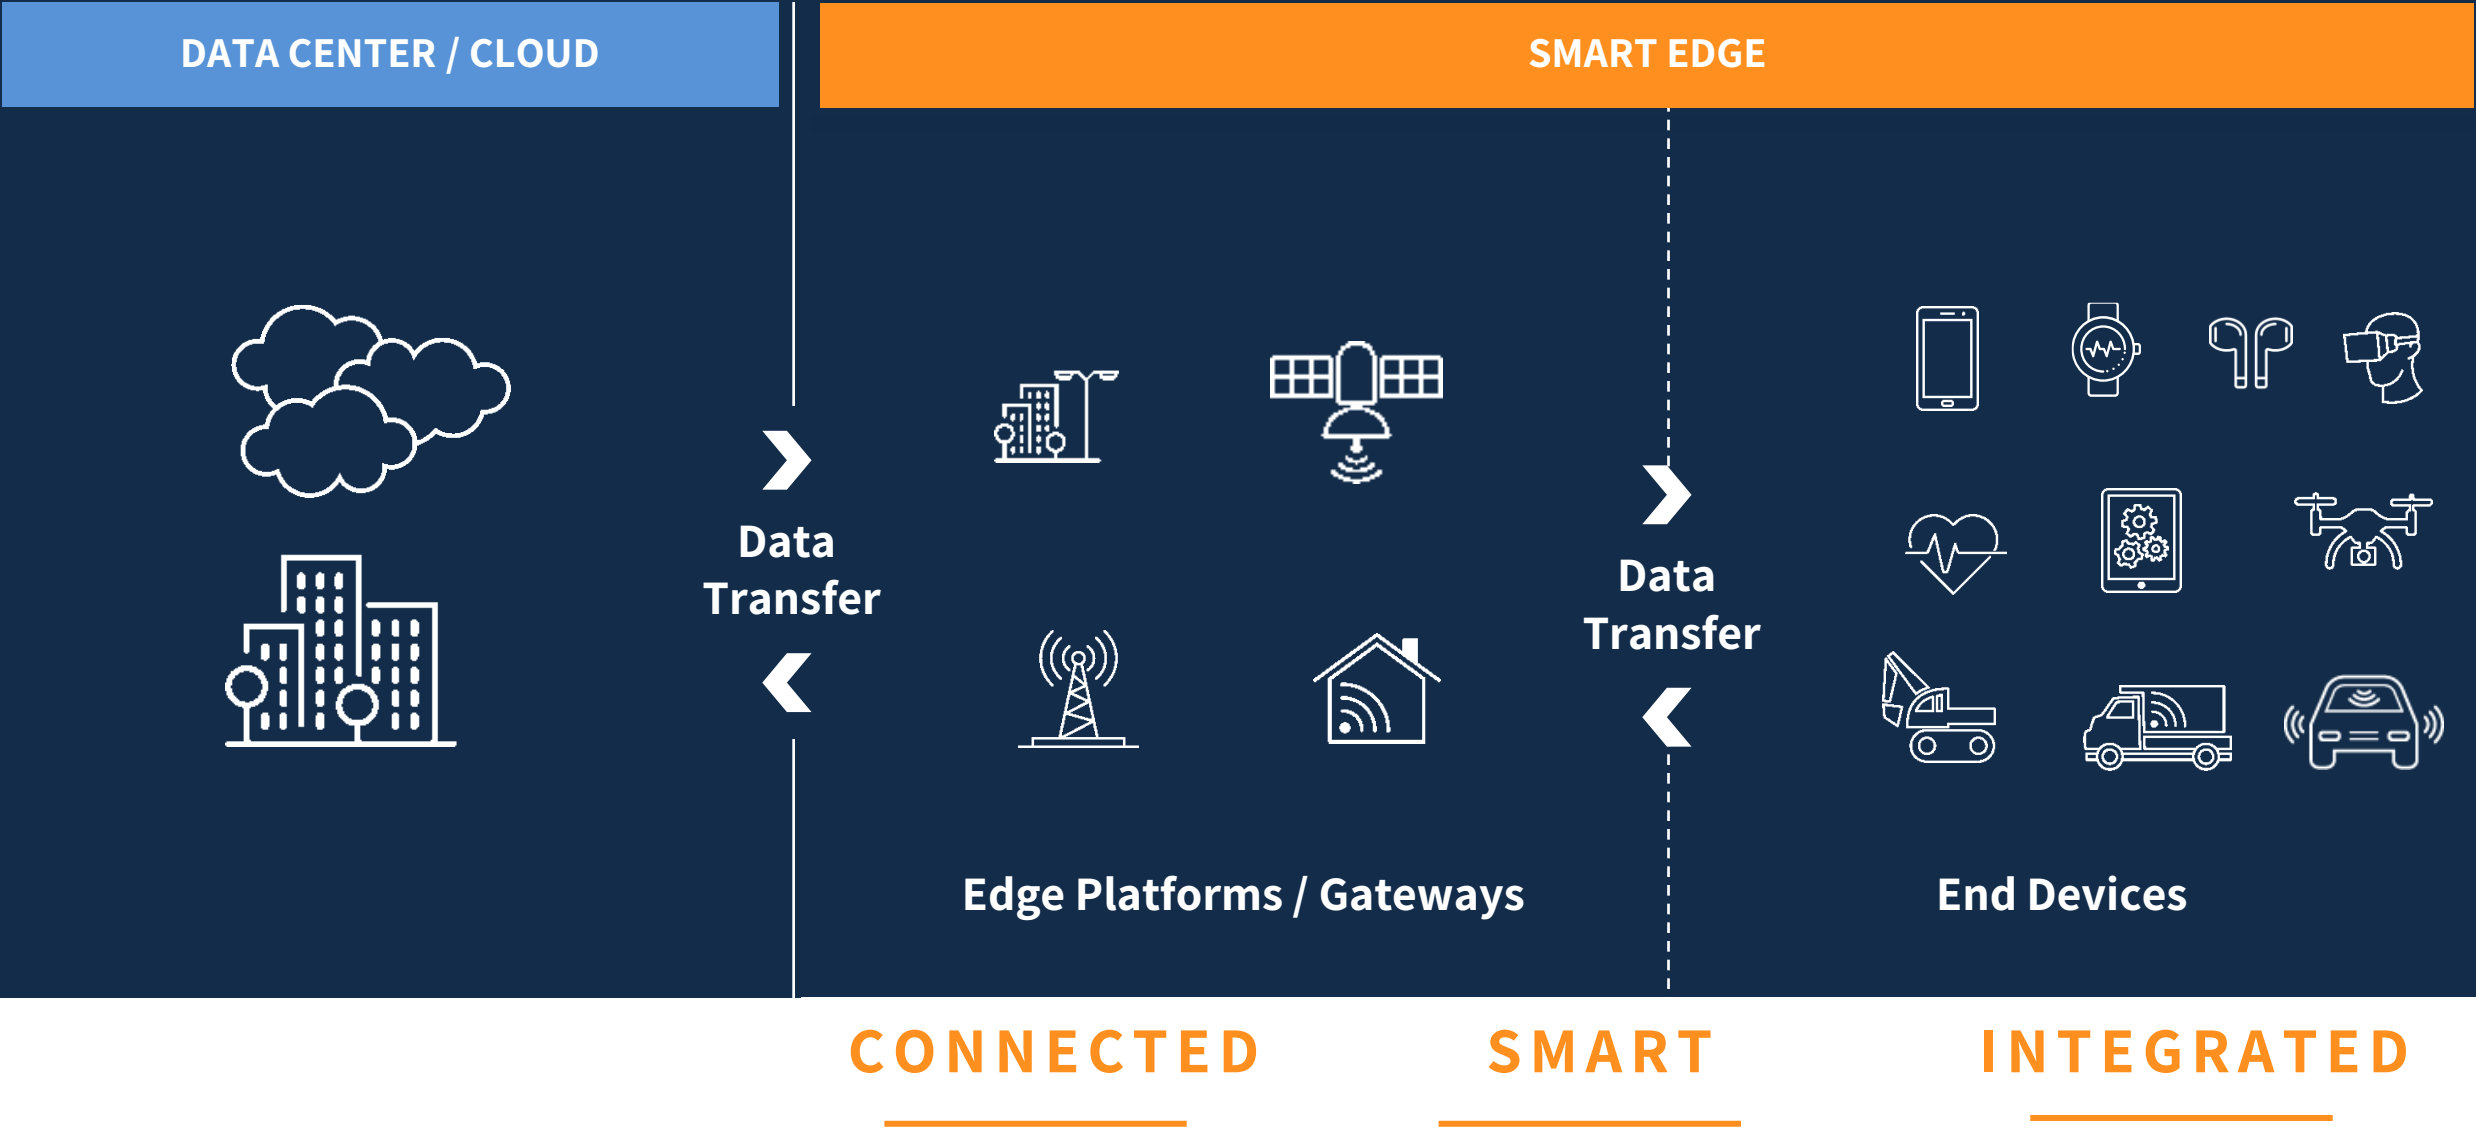 DATA CENTER / CLOUD
SMART EDGE
Data
Transfer
Data
Transfer
Edge Platforms / Gateways
End Devices
CONNECTED
SMART
INTEGRATED